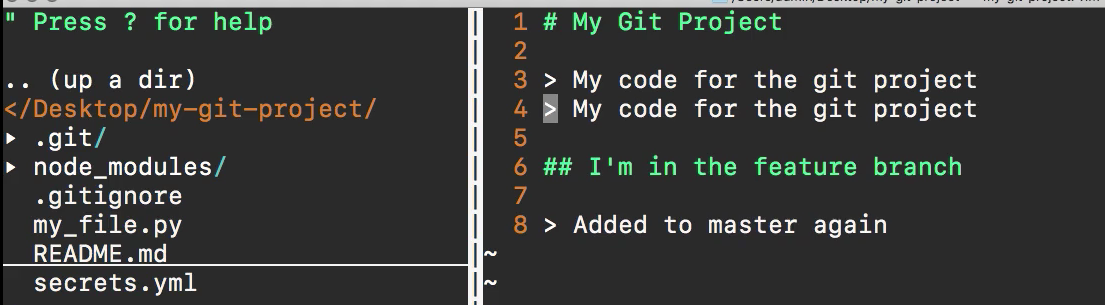 " Press ? for help
.. (up a dir)
</Desktop/my-git-project/
▸ .git/
▸ node_modules/
.gitignore
my_file.py
README.md
secrets.yml
1 # My Git Project
2
3 > My code for the git project
4 > My code for the git project
5
6 ## I'm in the feature branch
7
8 > Added to master again
~
~